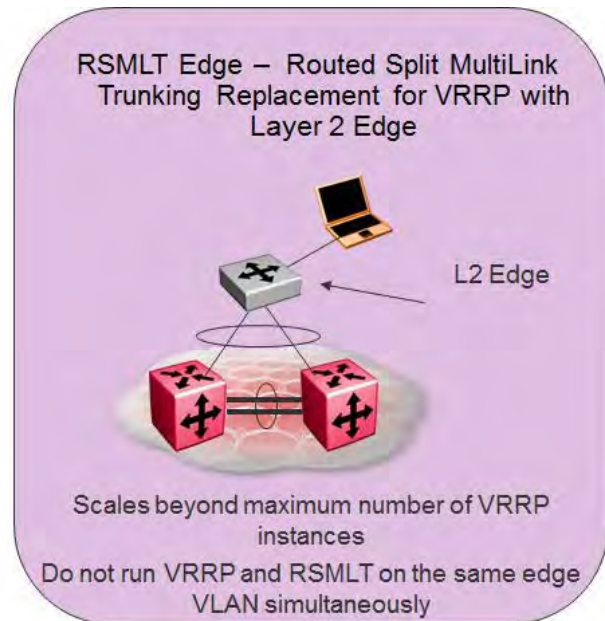 RSMLT Edge – Routed Split MultiLink
Trunking Replacement for VRRP with
Layer 2 Edge
L2 Edge
Scales beyond maximum number of VRRP
instances
Do not run VRRP and RSMLT on the same edge
VLAN simultaneously